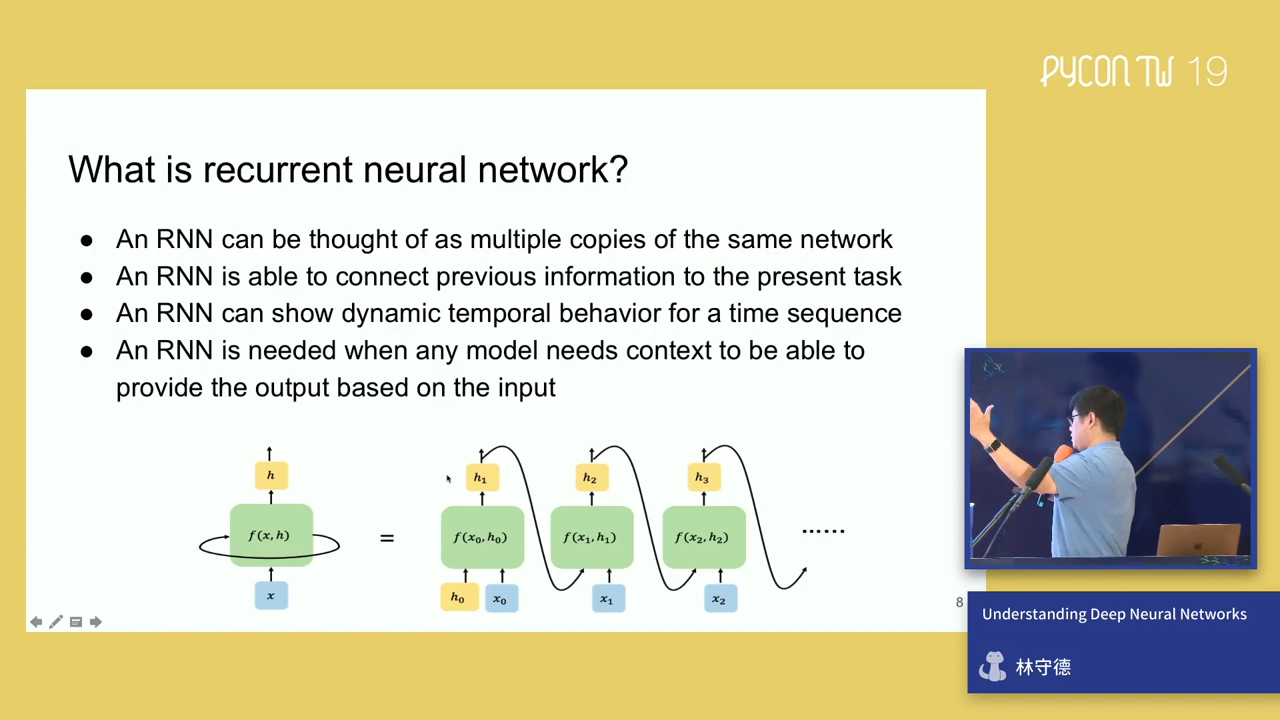 PYCON TW 19
What is recurrent neural network?
● An RNN can be thought of as multiple copies of the same network
● An RNN is able to connect previous information to the present task
● An RNN can show dynamic temporal behavior for a time sequence
● An RNN is needed when any model needs context to be able to
provide the output based on the input
h
f(x, h)
x
=
h₁
h₂
h₃
f(x₀, h₀)
f(x₁, h₁)
f(x₂, h₂)
......
h₀
x₀
x₁
x₂
8
Understanding Deep Neural Networks
林守德